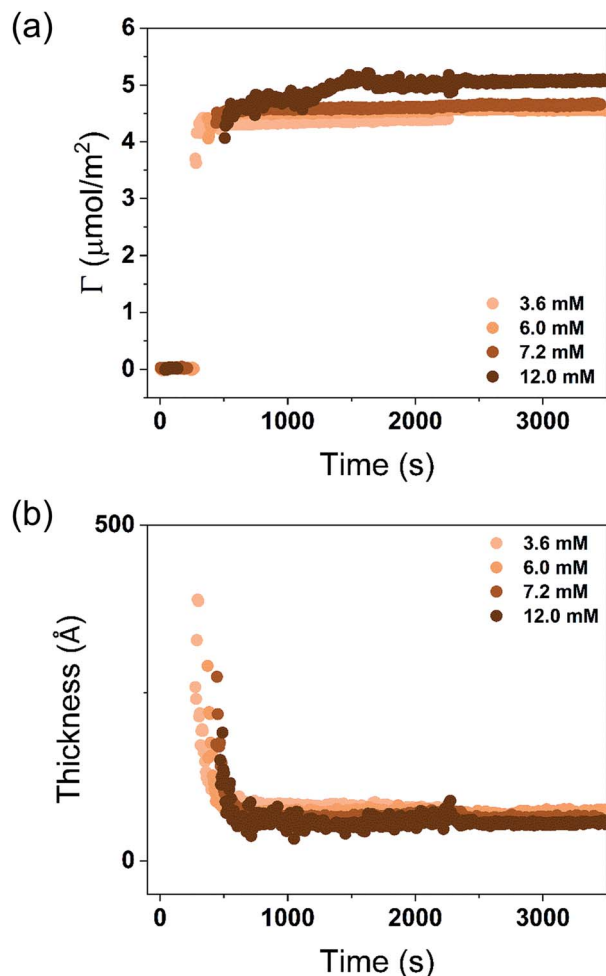 (a)
6
5
4
3
2
1
0
Γ (μmol/m²)
3.6 mM
6.0 mM
7.2 mM
12.0 mM
0 1000 2000 3000
Time (s)
(b)
500
0
Thickness (Å)
3.6 mM
6.0 mM
7.2 mM
12.0 mM
0 1000 2000 3000
Time (s)